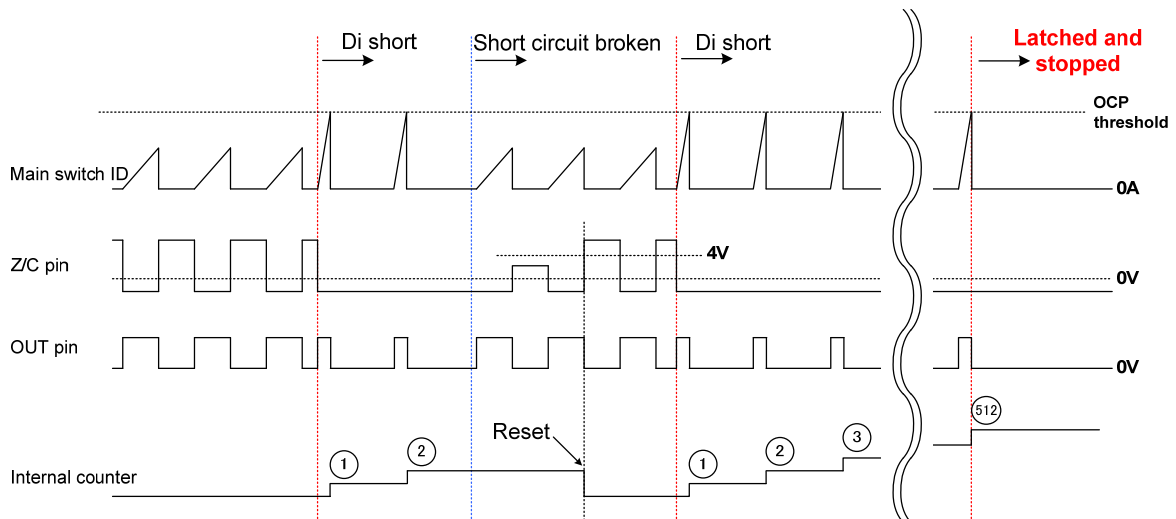 Di short
Short circuit broken
Di short
Latched and
stopped
OCP
threshold
Main switch ID
0A
Z/C pin
4V
0V
OUT pin
0V
512
Reset
1
2
1
2
3
Internal counter